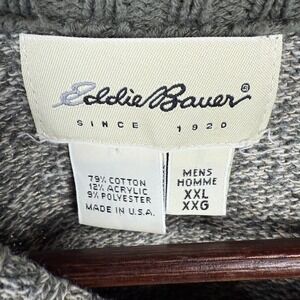 Eddie Bauer®
SINCE 1920
79% COTTON
12% ACRYLIC
9% POLYESTER
MADE IN U.S.A.
MENS
HOMME
XXL
XXG